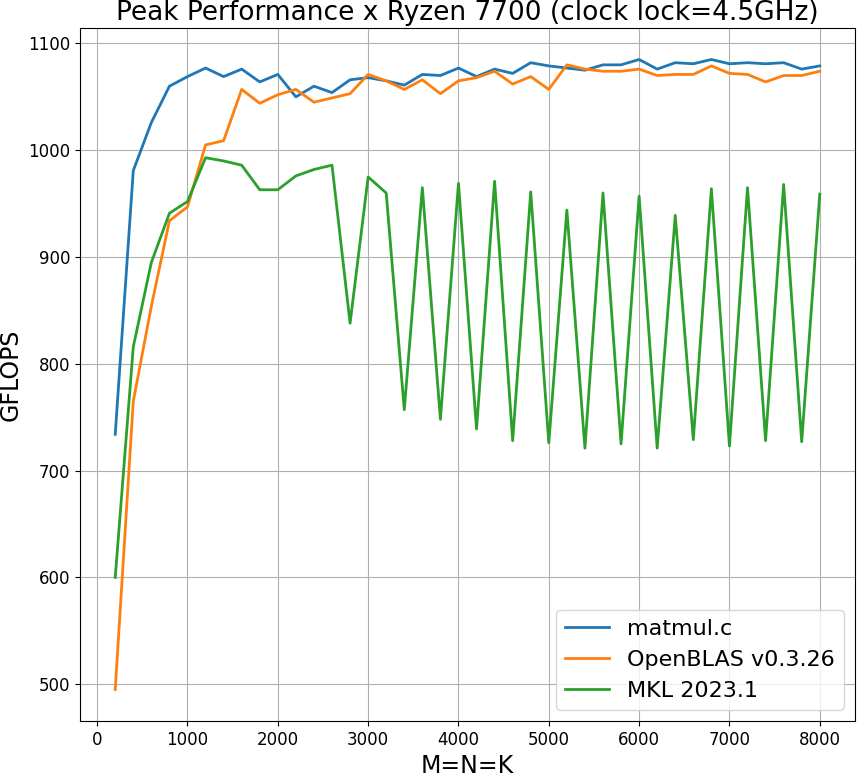 Peak Performance x Ryzen 7700 (clock lock=4.5GHz)
GFLOPS
1100
1000
900
800
700
600
500
matmul.c
OpenBLAS v0.3.26
MKL 2023.1
0 1000 2000 3000 4000 5000 6000 7000 8000
M=N=K